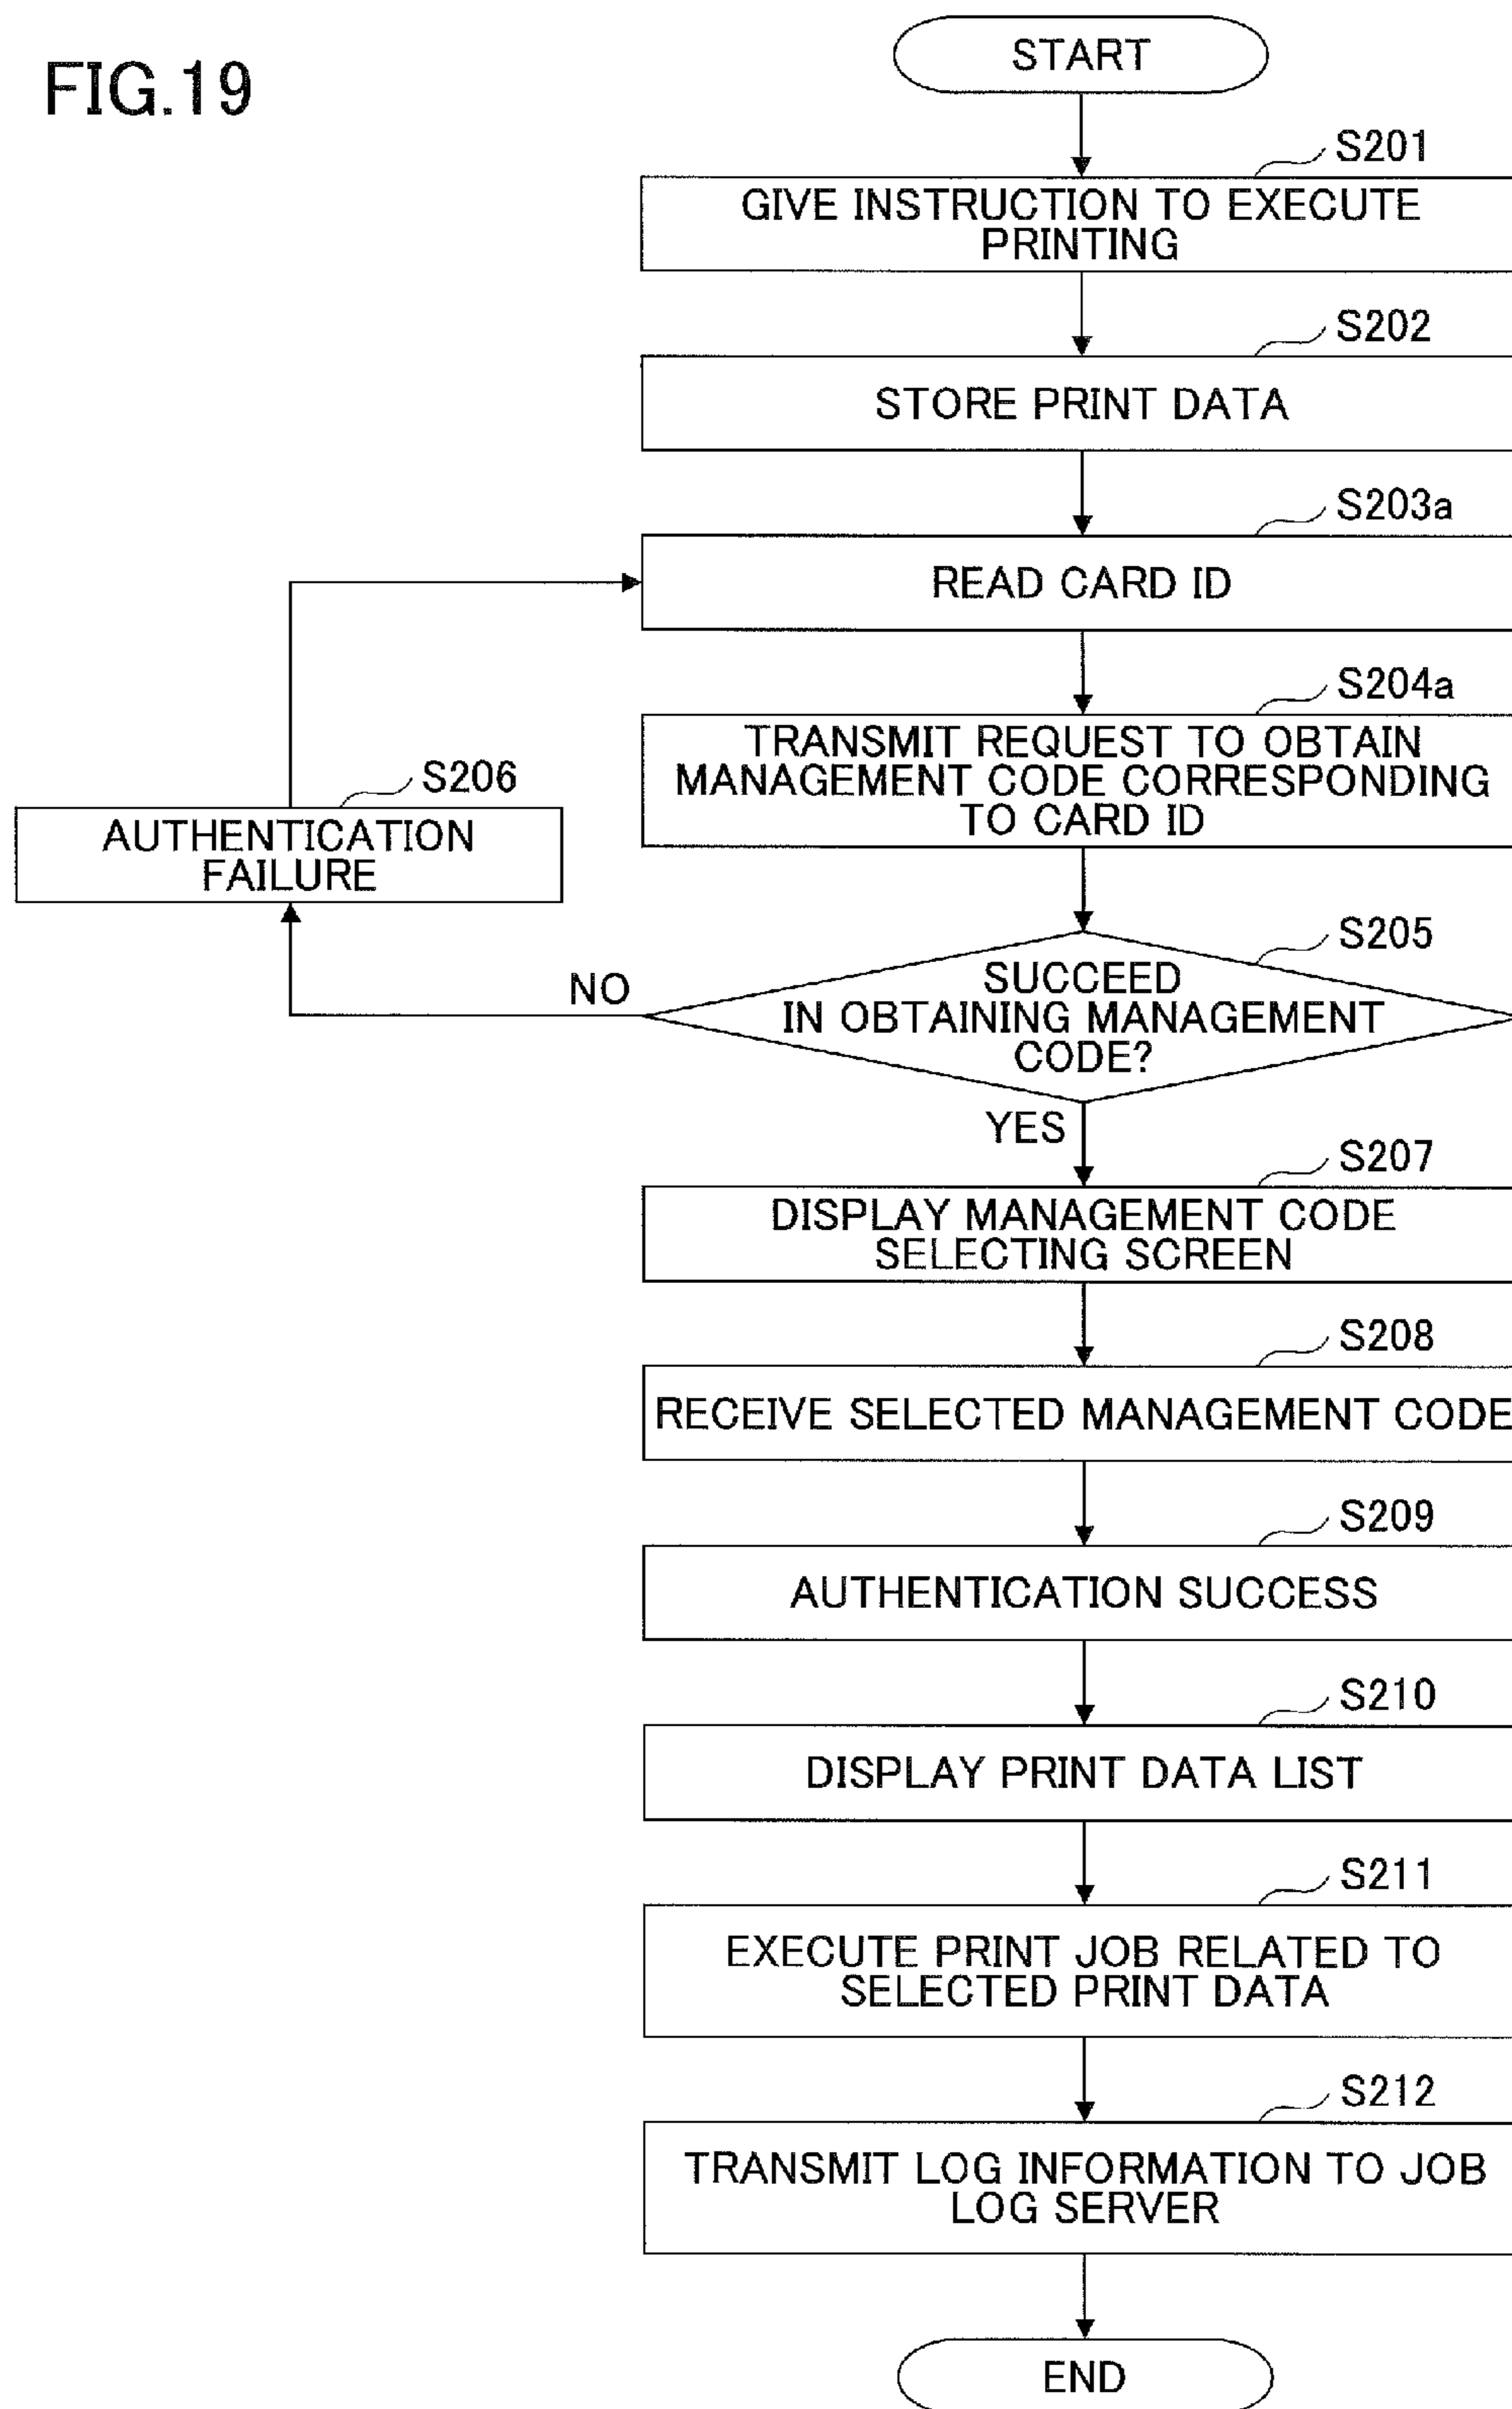 FIG.19
START
S201
GIVE INSTRUCTION TO EXECUTE
PRINTING
S202
STORE PRINT DATA
S203a
READ CARD ID
S204a
TRANSMIT REQUEST TO OBTAIN
MANAGEMENT CODE CORRESPONDING
TO CARD ID
S206
AUTHENTICATION
FAILURE
S205
SUCCEED
IN OBTAINING MANAGEMENT
CODE?
NO
YES
S207
DISPLAY MANAGEMENT CODE
SELECTING SCREEN
S208
RECEIVE SELECTED MANAGEMENT CODE
S209
AUTHENTICATION SUCCESS
S210
DISPLAY PRINT DATA LIST
S211
EXECUTE PRINT JOB RELATED TO
SELECTED PRINT DATA
S212
TRANSMIT LOG INFORMATION TO JOB
LOG SERVER
END